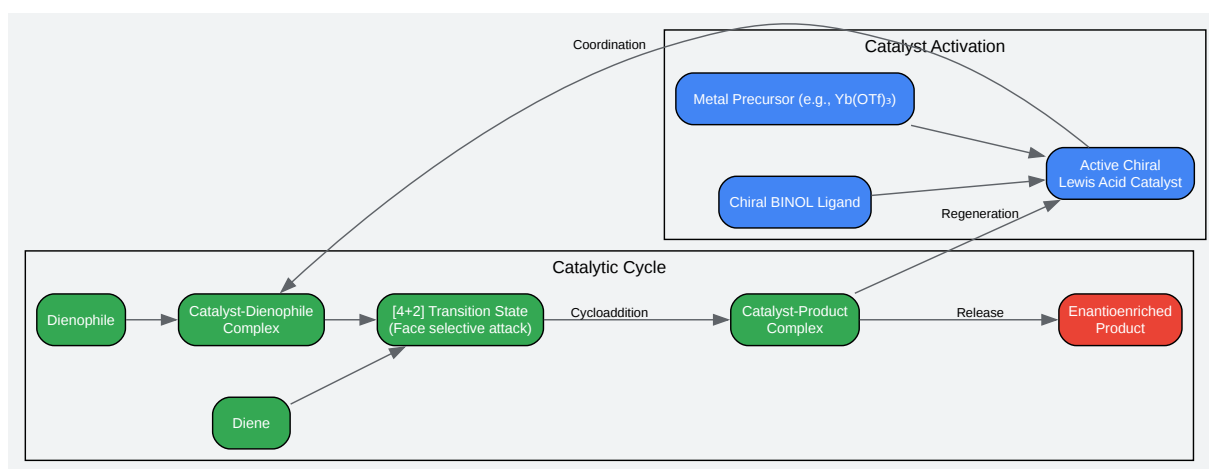 Coordination
Catalyst Activation
Metal Precursor (e.g., Yb(OTf)₃)
Active Chiral
Lewis Acid Catalyst
Chiral BINOL Ligand
Regeneration
Catalytic Cycle
Dienophile
Catalyst-Dienophile
Complex
[4+2] Transition State
(Face selective attack)
Cycloaddition
Catalyst-Product
Complex
Release
Enantioenriched
Product
Diene